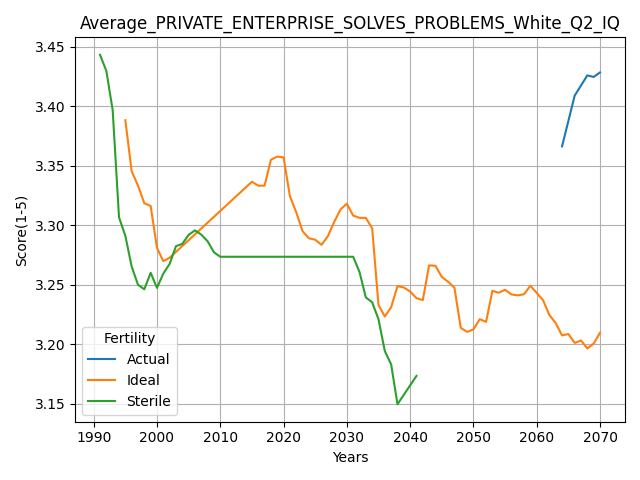 Average_PRIVATE_ENTERPRISE_SOLVES_PROBLEMS_White_Q2_IQ
3.45
3.40
3.35
3.30
3.25
3.20
3.15
Score(1-5)
Fertility
Actual
Ideal
Sterile
1990 2000 2010 2020 2030 2040 2050 2060 2070
Years